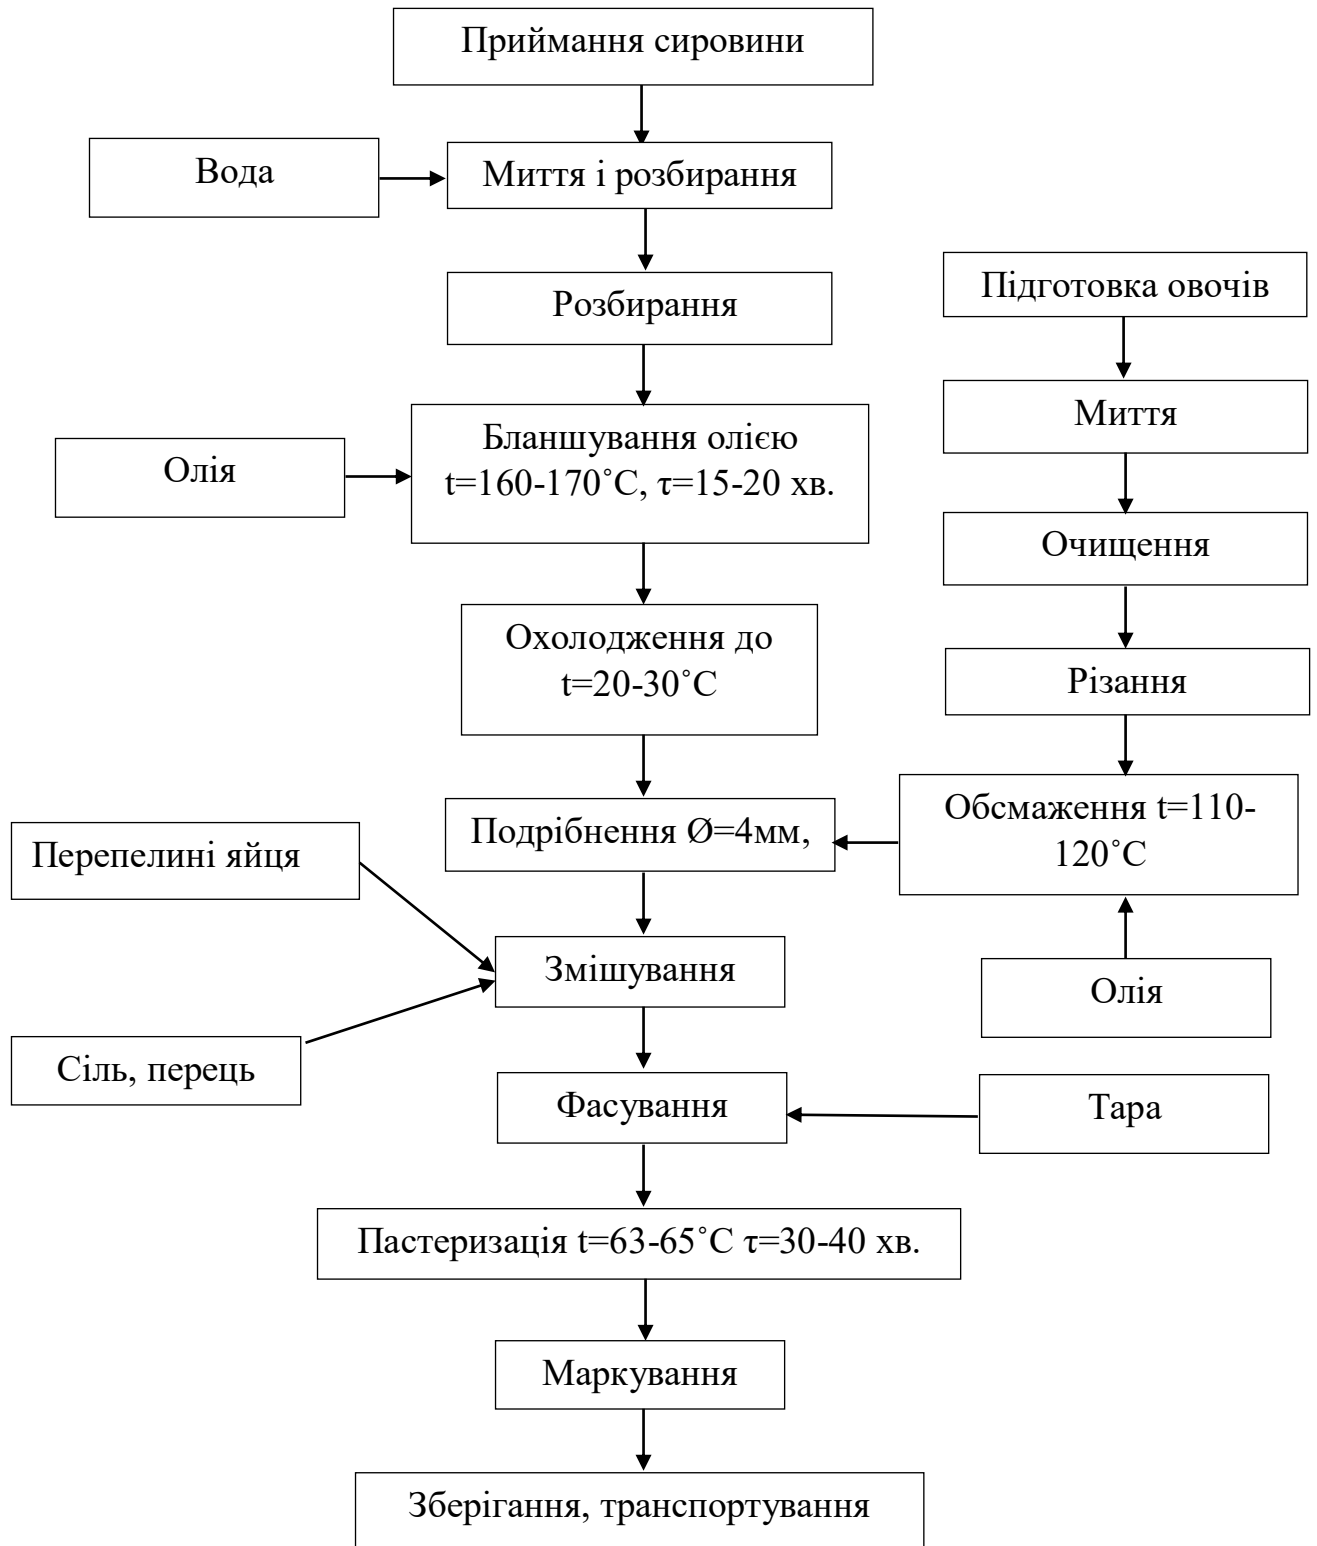 Приймання сировини
Вода
Миття і розбирання
Розбирання
Підготовка овочів
Миття
Олія
Бланшування олією
t=160-170˚С, τ=15-20 хв.
Очищення
Охолодження до
t=20-30˚С
Різання
Обсмаження t=110-
120˚С
Подрібнення Ø=4мм,
Перепелині яйця
Змішування
Олія
Сіль, перець
Фасування
Тара
Пастеризація t=63-65˚С τ=30-40 хв.
Маркування
Зберігання, транспортування